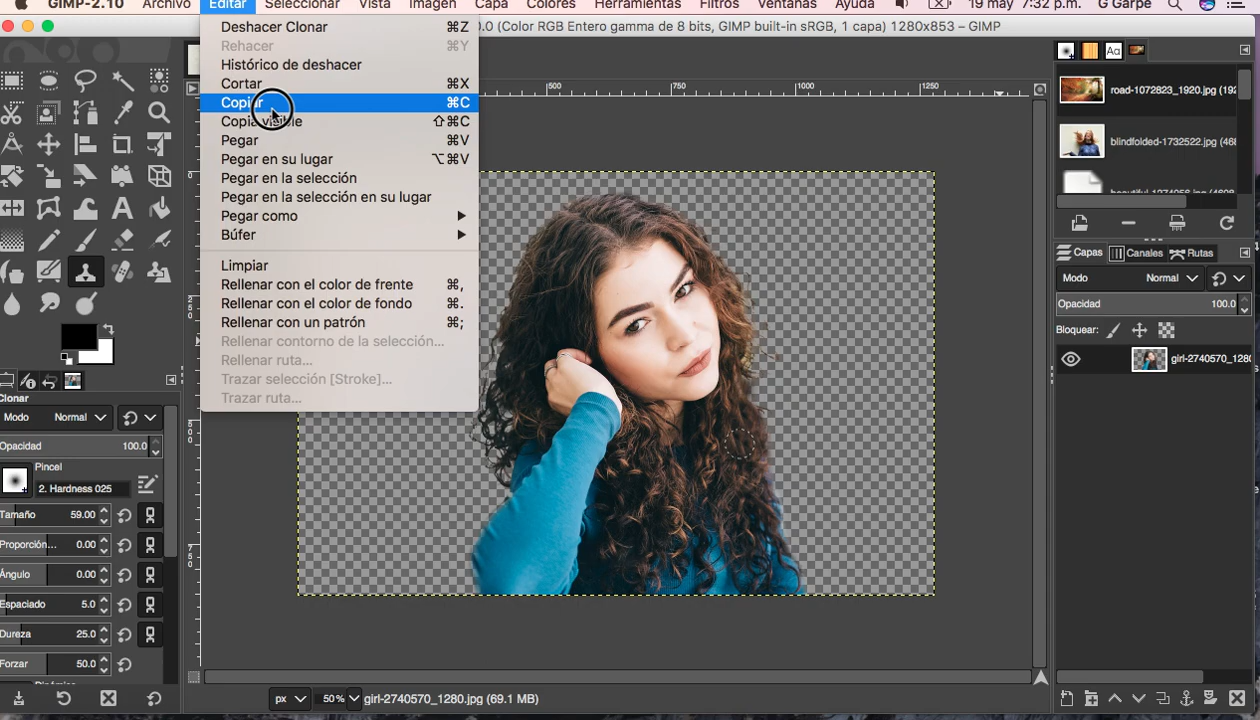 GIMP-2.10 Archivo Editar Seleccionar Vista Imagen Capa Colores Herramientas Filtros Ventanas Ayuda 19 may 7:32 p.m. G Garpe
.0 (Color RGB Entero gamma de 8 bits, GIMP built-in sRGB, 1 capa) 1280x853 – GIMP
Deshacer Clonar ⌘Z
Rehacer ⌘Y
Histórico de deshacer
Cortar ⌘X
Copiar ⌘C
Copia visible ⇧⌘C
Pegar ⌘V
Pegar en su lugar ⌥⌘V
Pegar en la selección
Pegar en la selección en su lugar
Pegar como
Búfer
Limpiar
Rellenar con el color de frente ⌘,
Rellenar con el color de fondo ⌘.
Rellenar con un patrón ⌘;
Rellenar contorno de la selección...
Rellenar ruta...
Trazar selección [Stroke]...
Trazar ruta...
500 750 1000 1250
0
250
500
750
Clonar
Modo Normal
Opacidad 100.0
Pincel
2. Hardness 025
Tamaño 59.00
Proporción... 0.00
Ángulo 0.00
Espaciado 5.0
Dureza 25.0
Forzar 50.0
px 50% girl-2740570_1280.jpg (69.1 MB)
Aa
road-1072823_1920.jpg (192
blindfolded-1732522.jpg (468
Capas Canales Rutas
Modo Normal
Opacidad 100.0
Bloquear:
girl-2740570_1280